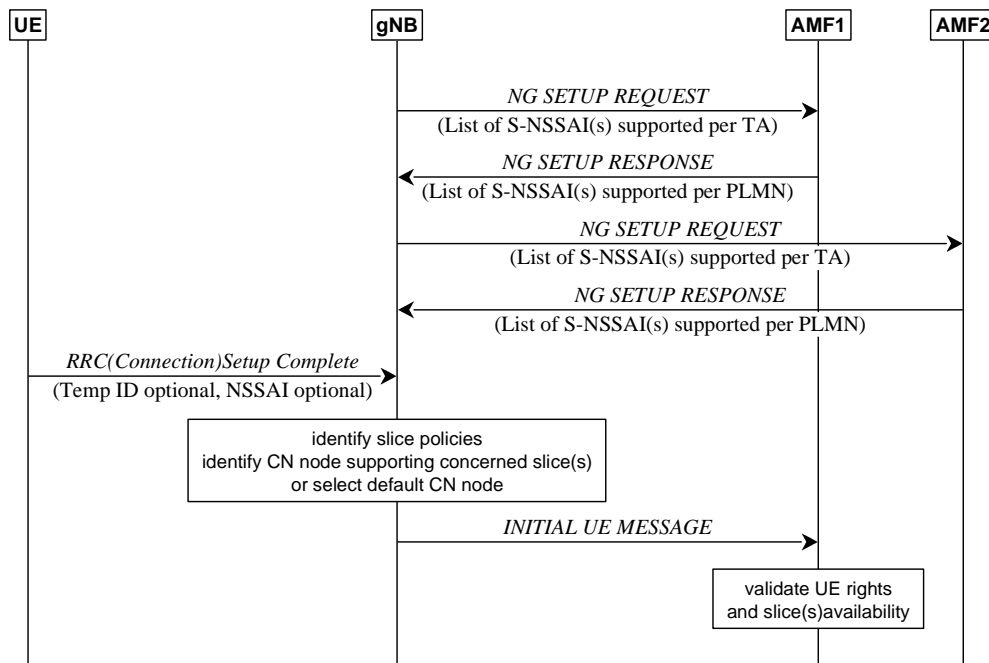 UE gNB AMF1 AMF2
NG SETUP REQUEST
(List of S-NSSAI(s) supported per TA)
NG SETUP RESPONSE
(List of S-NSSAI(s) supported per PLMN)
NG SETUP REQUEST
(List of S-NSSAI(s) supported per TA)
NG SETUP RESPONSE
(List of S-NSSAI(s) supported per PLMN)
RRC(Connection)Setup Complete
(Temp ID optional, NSSAI optional)
identify slice policies
identify CN node supporting concerned slice(s)
or select default CN node
INITIAL UE MESSAGE
validate UE rights
and slice(s)availability